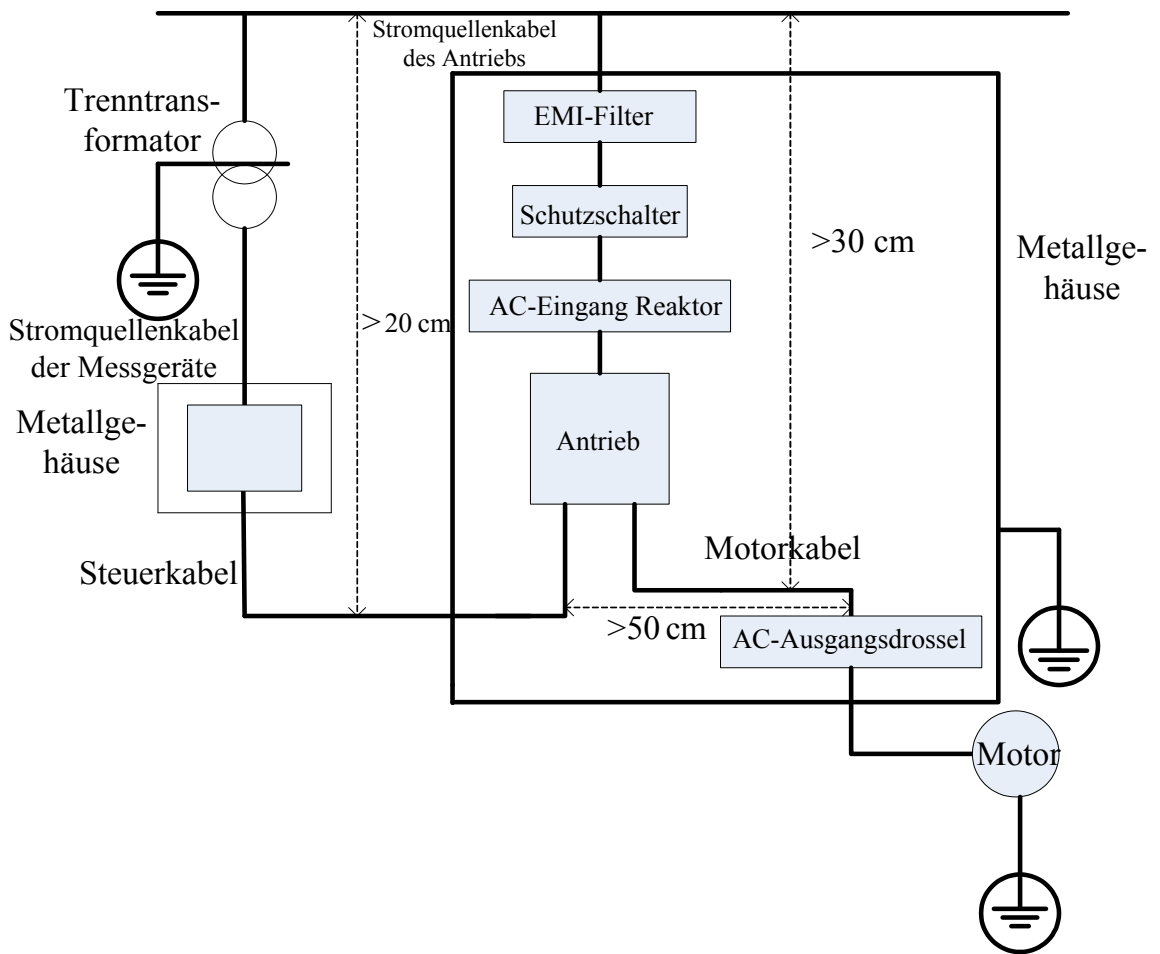 Stromquellenkabel
des Antriebs
Trenntrans-
formator
EMI-Filter
Schutzschalter
>30 cm
Metallge-
häuse
AC-Eingang Reaktor
>20 cm
Stromquellenkabel
der Messgeräte
Metallge-
häuse
Antrieb
Motorkabel
Steuerkabel
>50 cm
AC-Ausgangsdrossel
Motor